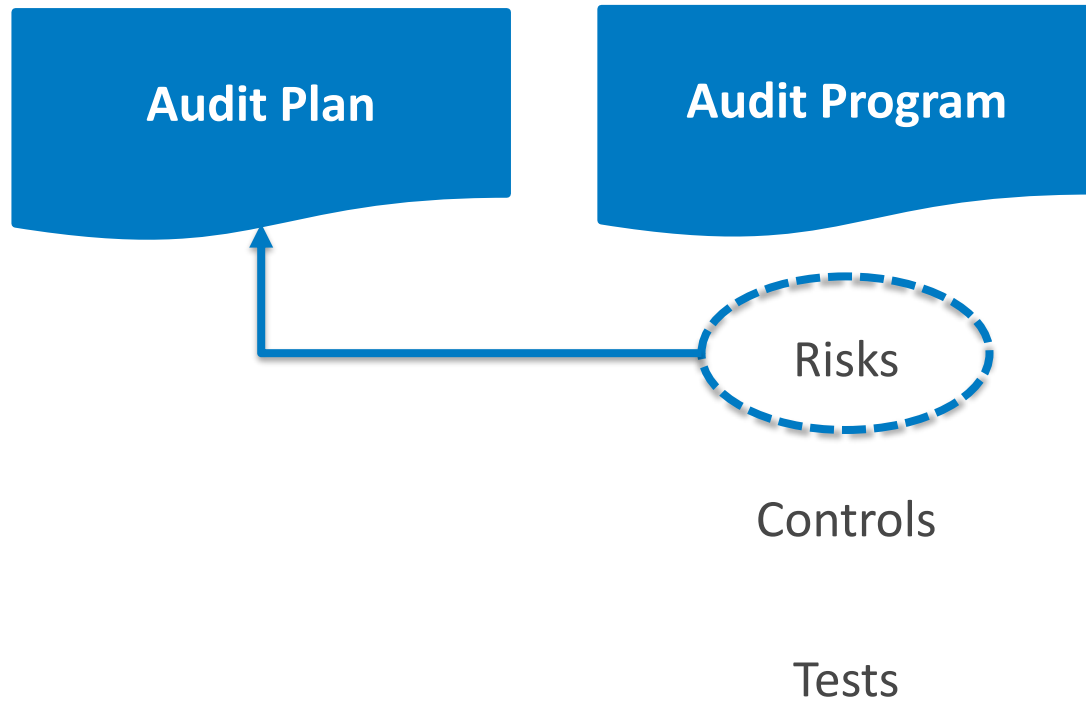 Audit Plan
Audit Program
Risks
Controls
Tests